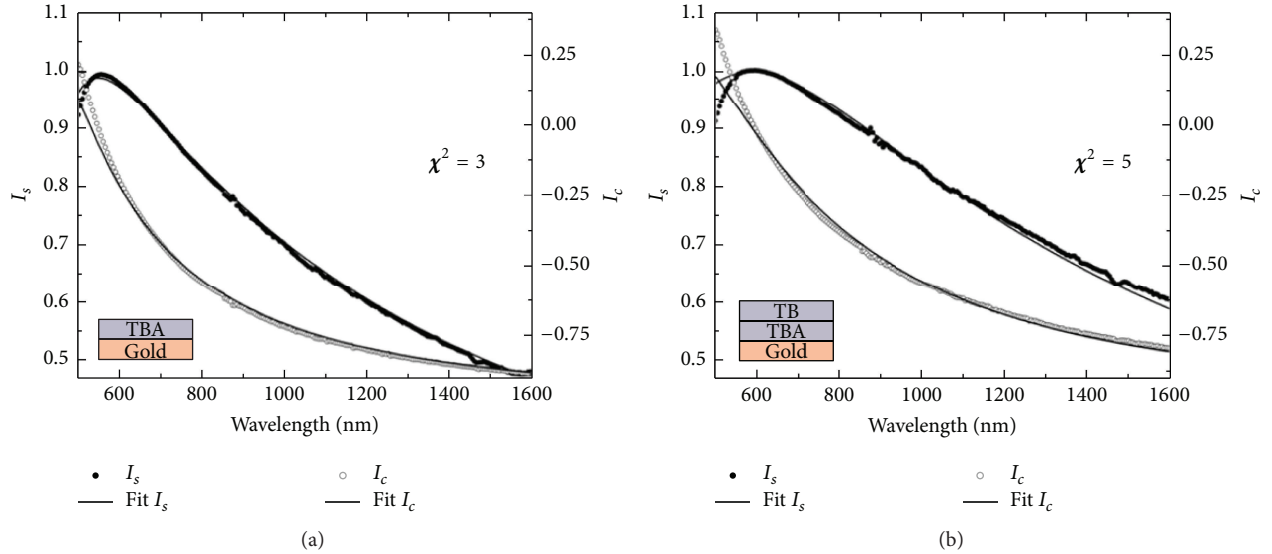 1.1
1.0
0.9
0.8
0.7
0.6
0.5
I_s
0.25
0.00
−0.25
−0.50
−0.75
I_c
χ² = 3
TBA
Gold
600 800 1000 1200 1400 1600
Wavelength (nm)
I_s I_c
Fit I_s Fit I_c
(a)
1.1
1.0
0.9
0.8
0.7
0.6
0.5
I_s
0.25
0.00
−0.25
−0.50
−0.75
I_c
χ² = 5
TB
TBA
Gold
600 800 1000 1200 1400 1600
Wavelength (nm)
I_s I_c
Fit I_s Fit I_c
(b)